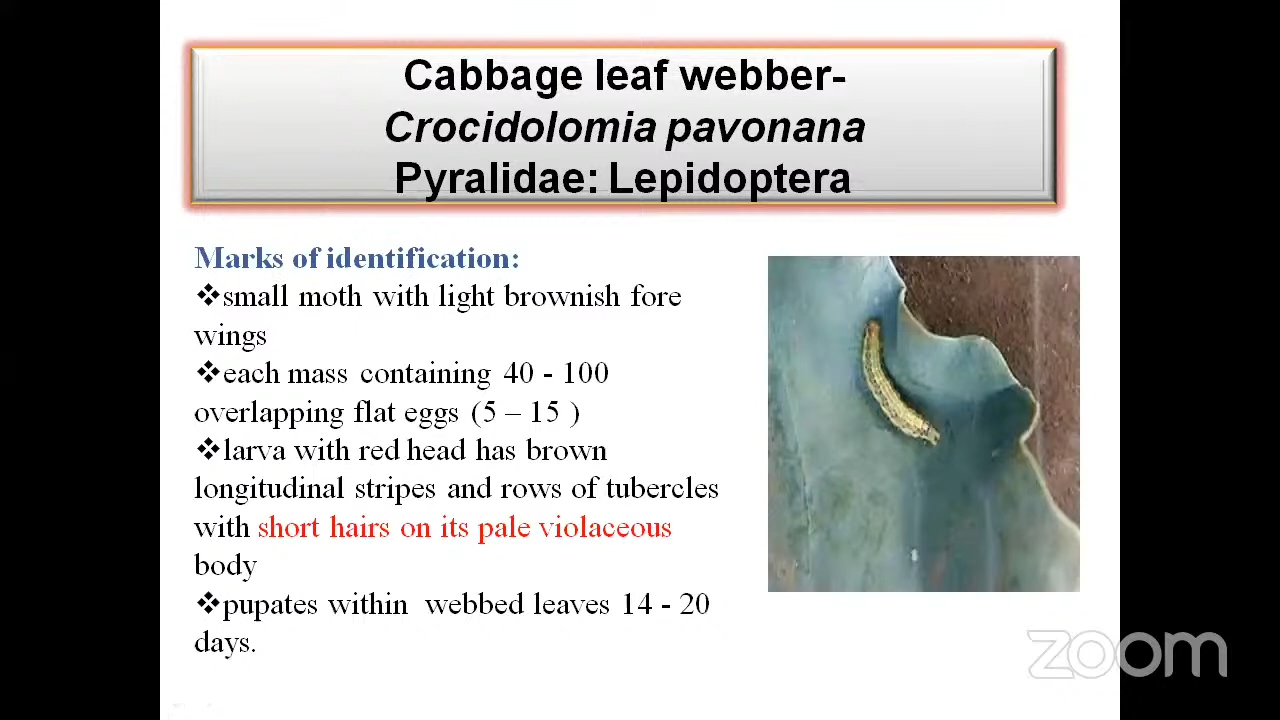 Cabbage leaf webber-
Crocidolomia pavonana
Pyralidae: Lepidoptera
Marks of identification:
❖small moth with light brownish fore
wings
❖each mass containing 40 - 100
overlapping flat eggs (5 – 15 )
❖larva with red head has brown
longitudinal stripes and rows of tubercles
with short hairs on its pale violaceous
body
❖pupates within webbed leaves 14 - 20
days.
zoom